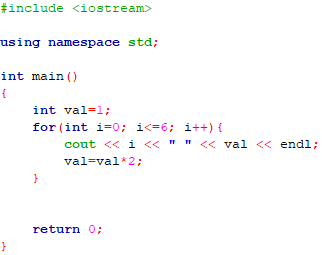 #include <iostream>
using namespace std;
int main()
{
int val=1;
for(int i=0; i<=6; i++){
cout << i << " " << val << endl;
val=val*2;
}
return 0;
}